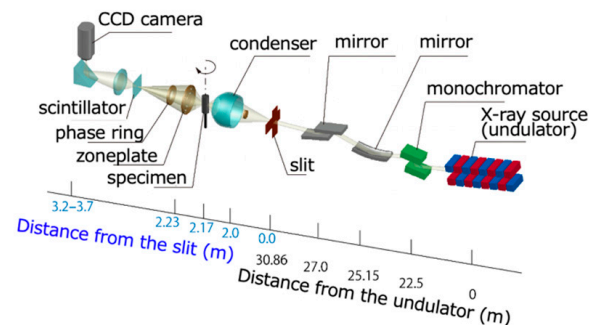 CCD camera
condenser
mirror
mirror
monochromator
X-ray source
(undulator)
scintillator
phase ring
zoneplate
specimen
slit
3.2–3.7
2.23
2.17
2.0
0.0
Distance from the slit (m)
30.86
27.0
25.15
22.5
0
Distance from the undulator (m)